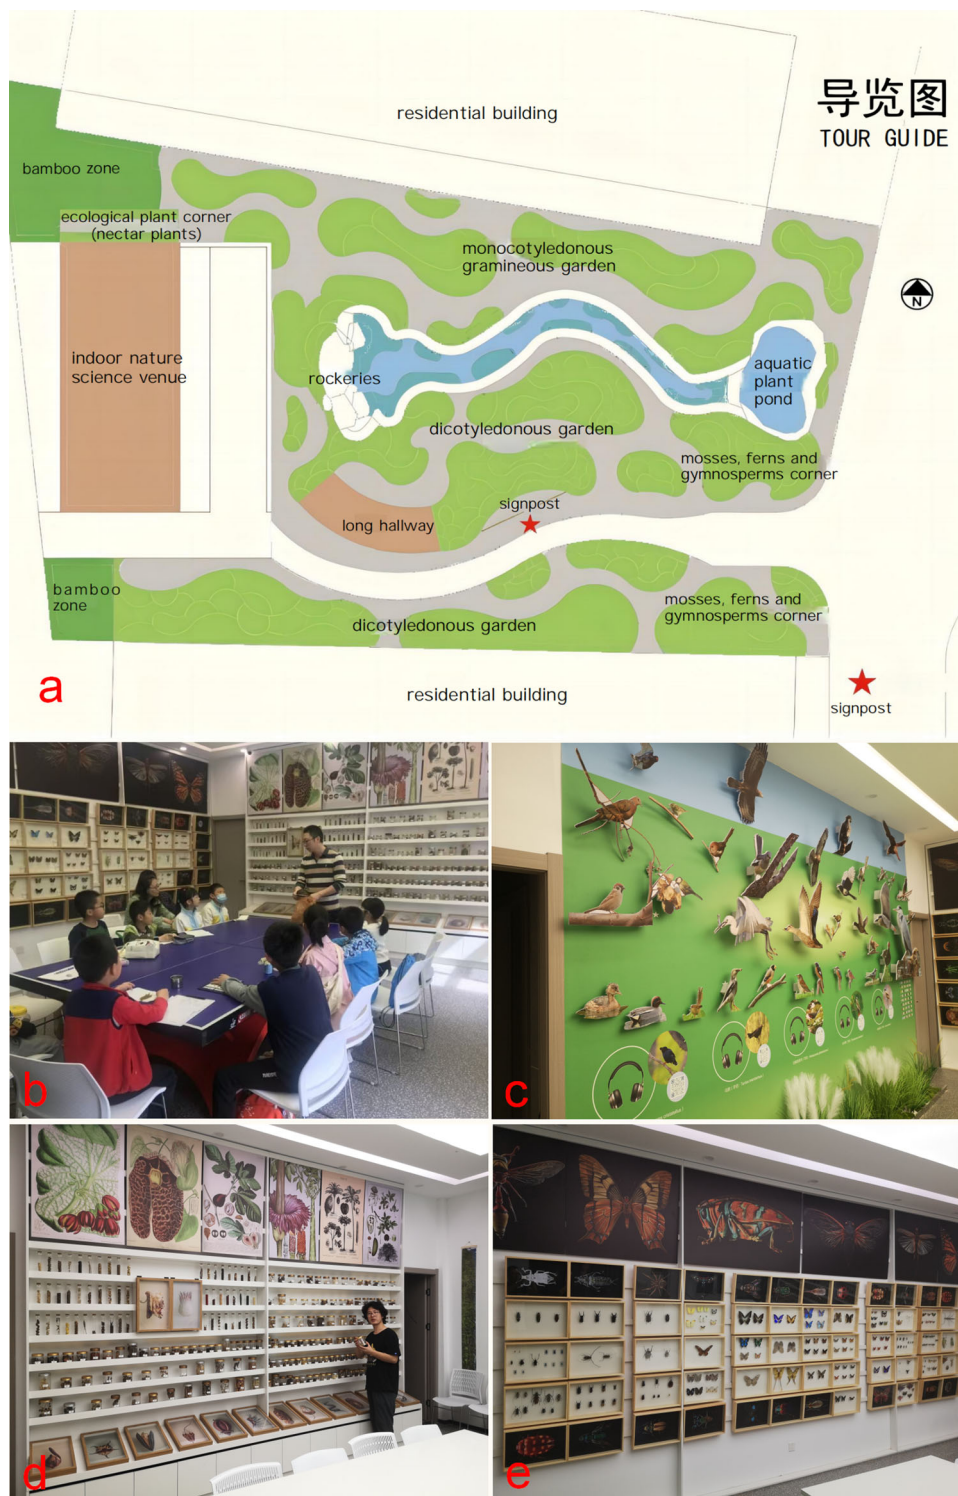 residential building
导览图
TOUR GUIDE
bamboo zone
ecological plant corner
(nectar plants)
monocotyledonous
gramineous garden
N
indoor nature
science venue
rockeries
aquatic
plant
pond
dicotyledonous garden
mosses, ferns and
gymnosperms corner
signpost
long hallway
bamboo
zone
mosses, ferns and
gymnosperms corner
dicotyledonous garden
a
residential building
signpost
b
c
d
e